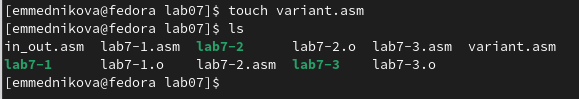 [emmednikova@fedora lab07]$ touch variant.asm
[emmednikova@fedora lab07]$ ls
in_out.asm  lab7-1.asm  lab7-2      lab7-2.o  lab7-3.asm  variant.asm
lab7-1      lab7-1.o    lab7-2.asm  lab7-3    lab7-3.o
[emmednikova@fedora lab07]$